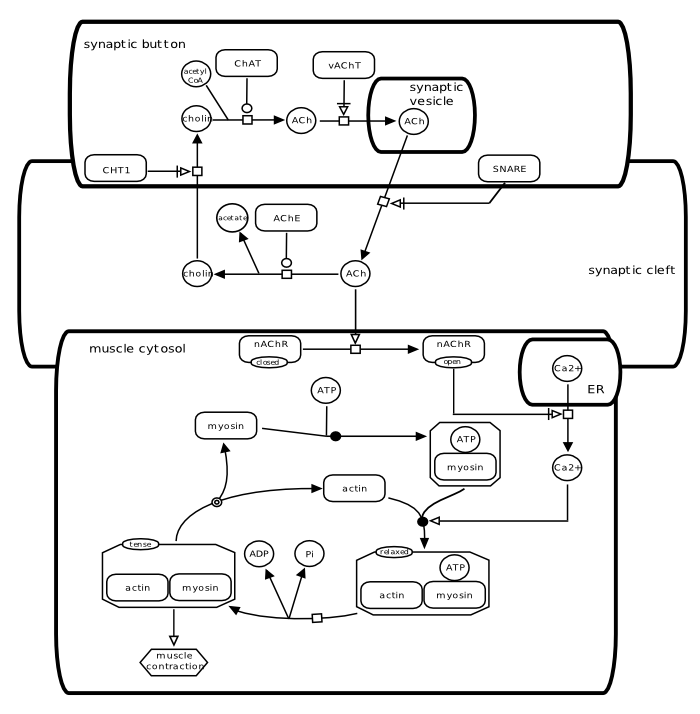 synaptic button
acetyl
CoA
ChAT
vAChT
synaptic
vesicle
cholin
ACh
ACh
CHT1
SNARE
acetate
AChE
cholin
ACh
synaptic cleft
muscle cytosol
nAChR
closed
nAChR
open
Ca2+
ER
ATP
myosin
ATP
myosin
Ca2+
actin
tense
actin
myosin
ADP
Pi
relaxed
ATP
actin
myosin
muscle
contraction